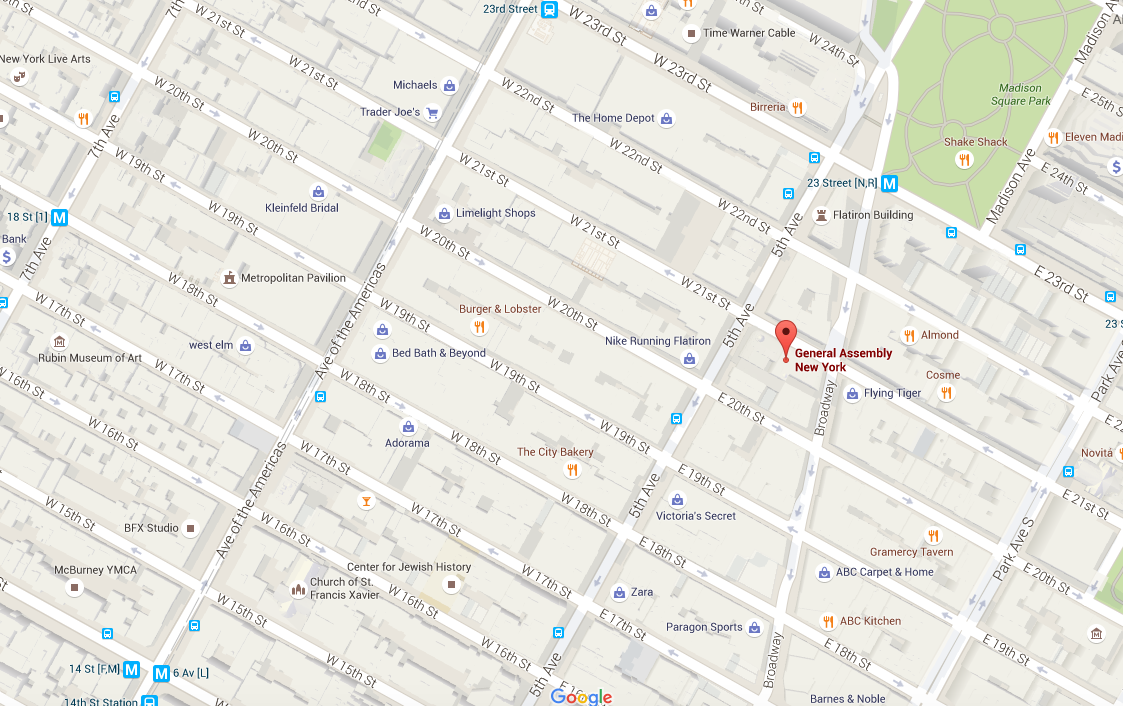 23rd Street
W 21st St
7th
W 23rd St
Time Warner Cable
W 24th St
Madison Ave
New York Live Arts
W 21st St
W 22nd St
W 23rd St
Michaels
Trader Joe's
Birreria
Madison
Square Park
E 25th St
W 20th St
7th Ave
The Home Depot
Shake Shack
Eleven Madi
W 20th St
W 22nd St
W 19th St
W 21st St
23 Street [N,R]
Madison Ave
E 24th St
Kleinfeld Bridal
Limelight Shops
W 22nd St
Flatiron Building
18 St [1]
W 19th St
W 21st St
5th Ave
Bank
7th Ave
W 20th St
Metropolitan Pavilion
W 18th St
Ave of the Americas
W 21st St
E 23rd St
W 17th St
W 19th St
Burger & Lobster
W 20th St
5th Ave
23 S
Almond
west elm
Nike Running Flatiron
General Assembly
New York
Rubin Museum of Art
Bed Bath & Beyond
Cosme
Park Ave S
W 16th St
W 18th St
W 19th St
E 20th St
Broadway
Flying Tiger
Adorama
W 16th St
W 17th St
W 18th St
W 19th St
The City Bakery
Novitá
E 19th St
5th Ave
Ave of the Americas
E 21st St
W 15th St
W 17th St
W 18th St
Victoria's Secret
BFX Studio
W 16th St
E 18th St
Gramercy Tavern
Park Ave S
McBurney YMCA
Center for Jewish History
Church of St.
Francis Xavier
W 17th St
ABC Carpet & Home
E 20th St
W 15th St
W 16th St
Zara
E 17th St
Paragon Sports
ABC Kitchen
W 15th St
W 16th St
E 18th St
E 19th St
14 St [F,M]
6 Av [L]
5th Ave
Broadway
14th St Station
Google
Barnes & Noble